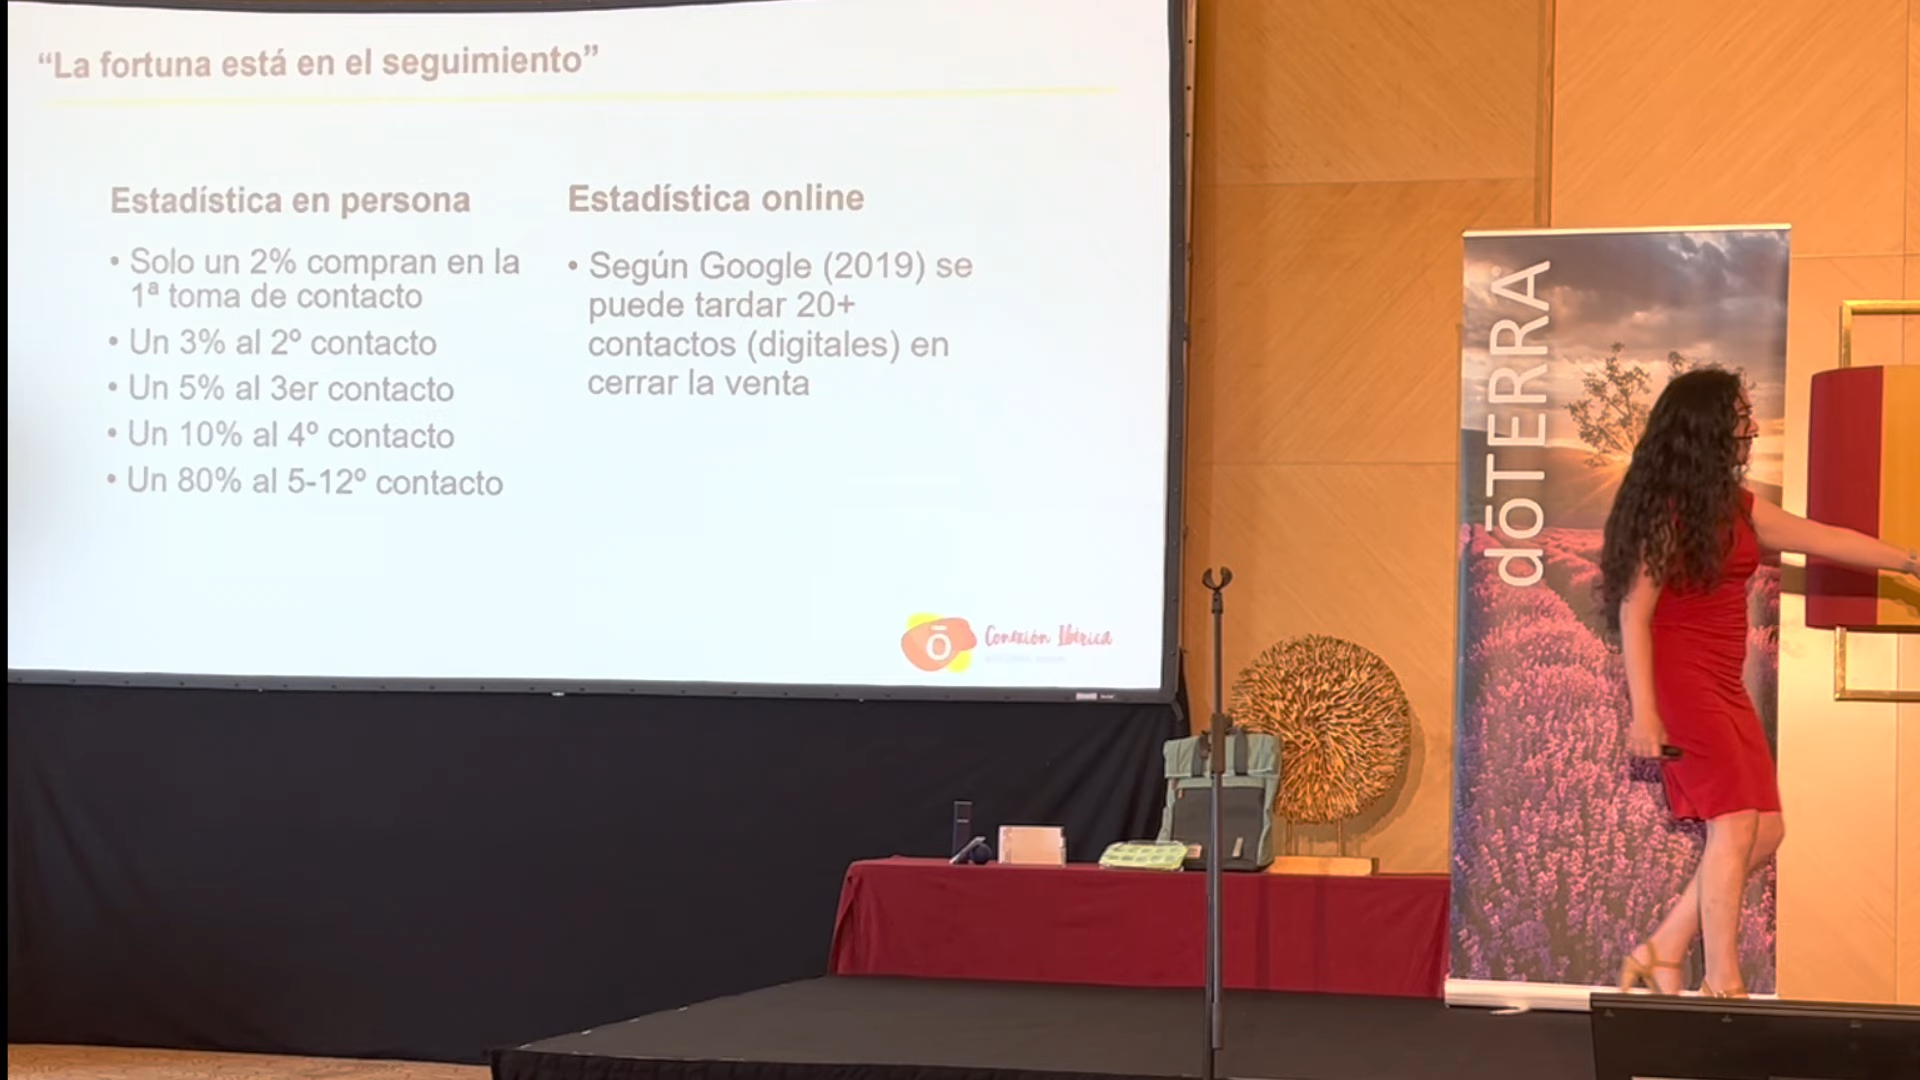 “La fortuna está en el seguimiento”
Estadística en persona
• Solo un 2% compran en la
1ª toma de contacto
• Un 3% al 2º contacto
• Un 5% al 3er contacto
• Un 10% al 4º contacto
• Un 80% al 5-12º contacto
Estadística online
• Según Google (2019) se
puede tardar 20+
contactos (digitales) en
cerrar la venta
ō Conexión Ibérica
dōTERRA